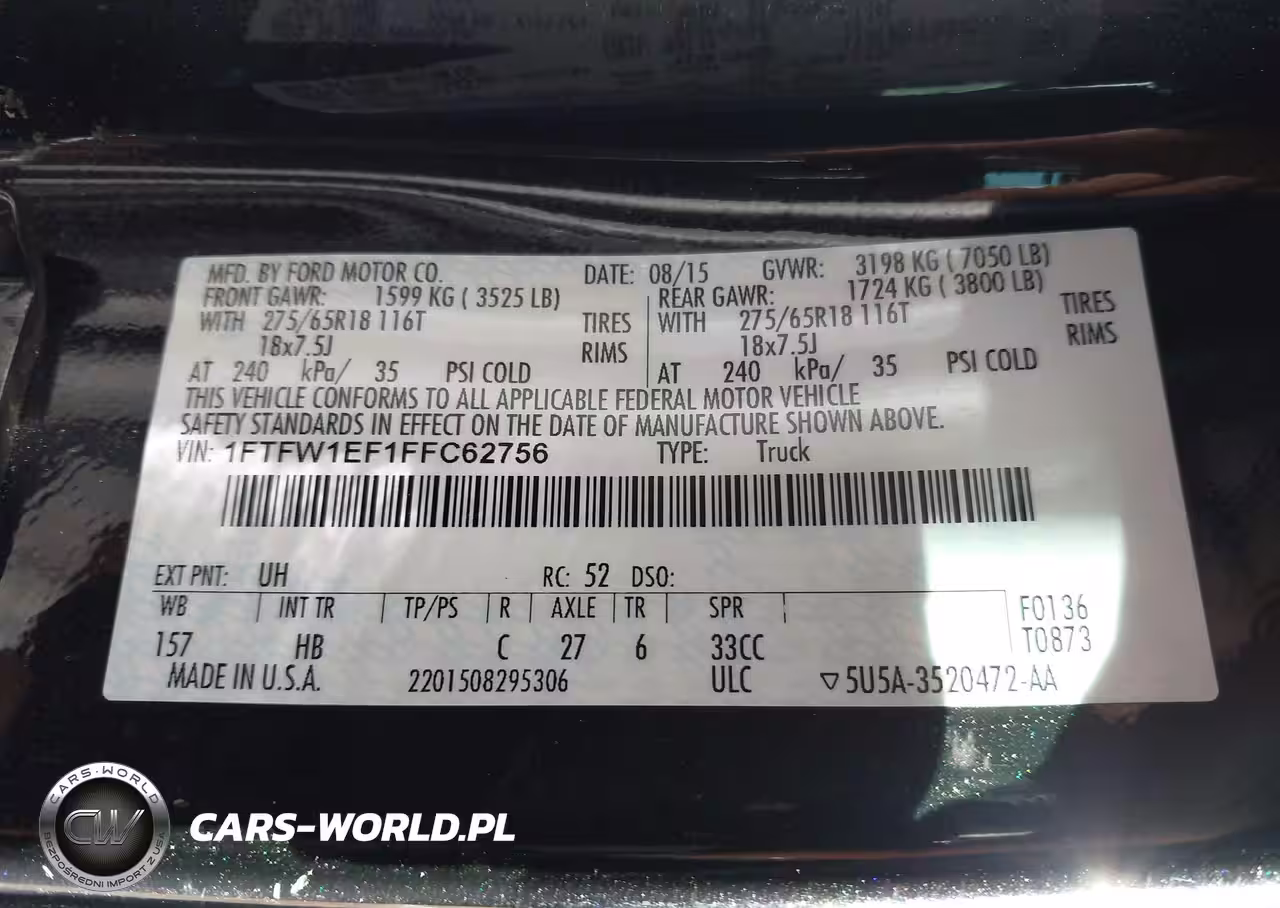 MFD. BY FORD MOTOR CO. DATE: 08/15 GVWR: 3198 KG ( 7050 LB)
FRONT GAWR: 1599 KG ( 3525 LB) REAR GAWR: 1724 KG ( 3800 LB)
WITH 275/65R18 116T TIRES WITH 275/65R18 116T TIRES
18x7.5J RIMS 18x7.5J RIMS
AT 240 kPa/ 35 PSI COLD AT 240 kPa/ 35 PSI COLD
THIS VEHICLE CONFORMS TO ALL APPLICABLE FEDERAL MOTOR VEHICLE
SAFETY STANDARDS IN EFFECT ON THE DATE OF MANUFACTURE SHOWN ABOVE.
VIN: 1FTFW1EF1FFC62756 TYPE: Truck
EXT PNT: UH RC: 52 DSO:
WB INT TR TP/PS R AXLE TR SPR F0136
157 HB C 27 6 33CC T0873
MADE IN U.S.A. 2201508295306 ULC ▽5U5A-3520472-AA
CARS-WORLD
CW
BEZPOŚREDNI IMPORT Z USA
CARS-WORLD.PL